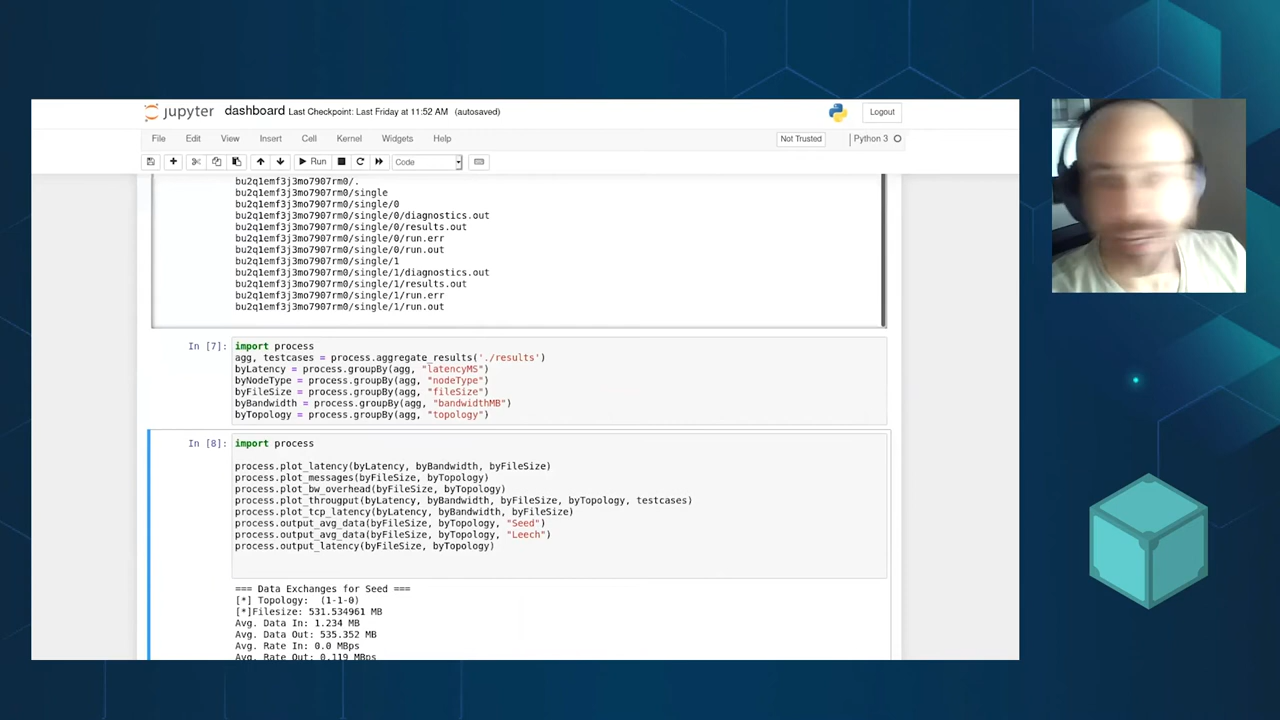 jupyter dashboard Last Checkpoint: Last Friday at 11:52 AM (autosaved) Logout
File Edit View Insert Cell Kernel Widgets Help Not Trusted Python 3
Run Code
bu2q1emf3j3mo7907rm0/.
bu2q1emf3j3mo7907rm0/single
bu2q1emf3j3mo7907rm0/single/0
bu2q1emf3j3mo7907rm0/single/0/diagnostics.out
bu2q1emf3j3mo7907rm0/single/0/results.out
bu2q1emf3j3mo7907rm0/single/0/run.err
bu2q1emf3j3mo7907rm0/single/0/run.out
bu2q1emf3j3mo7907rm0/single/1
bu2q1emf3j3mo7907rm0/single/1/diagnostics.out
bu2q1emf3j3mo7907rm0/single/1/results.out
bu2q1emf3j3mo7907rm0/single/1/run.err
bu2q1emf3j3mo7907rm0/single/1/run.out
In [7]: import process
agg, testcases = process.aggregate_results('./results')
byLatency = process.groupBy(agg, "latencyMS")
byNodeType = process.groupBy(agg, "nodeType")
byFileSize = process.groupBy(agg, "fileSize")
byBandwidth = process.groupBy(agg, "bandwidthMB")
byTopology = process.groupBy(agg, "topology")
In [8]: import process
process.plot_latency(byLatency, byBandwidth, byFileSize)
process.plot_messages(byFileSize, byTopology)
process.plot_bw_overhead(byFileSize, byTopology)
process.plot_througput(byLatency, byBandwidth, byFileSize, byTopology, testcases)
process.plot_tcp_latency(byLatency, byBandwidth, byFileSize)
process.output_avg_data(byFileSize, byTopology, "Seed")
process.output_avg_data(byFileSize, byTopology, "Leech")
process.output_latency(byFileSize, byTopology)
=== Data Exchanges for Seed ===
[*] Topology: (1-1-0)
[*]Filesize: 531.534961 MB
Avg. Data In: 1.234 MB
Avg. Data Out: 535.352 MB
Avg. Rate In: 0.0 MBps
Avg. Rate Out: 0.119 MBps